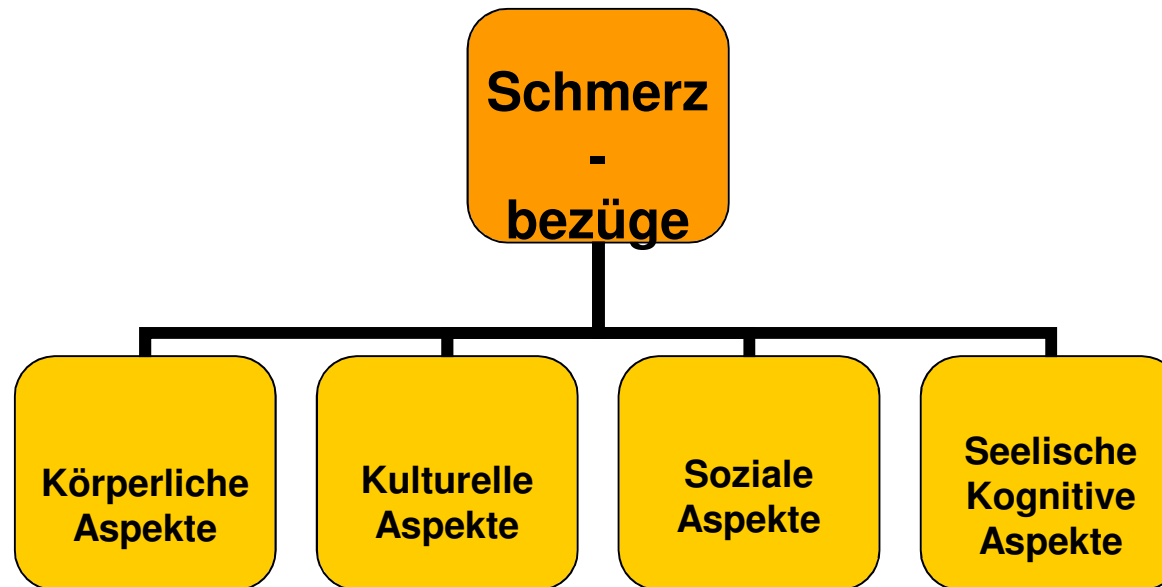 Schmerz
-
bezüge
Körperliche
Aspekte
Kulturelle
Aspekte
Soziale
Aspekte
Seelische
Kognitive
Aspekte